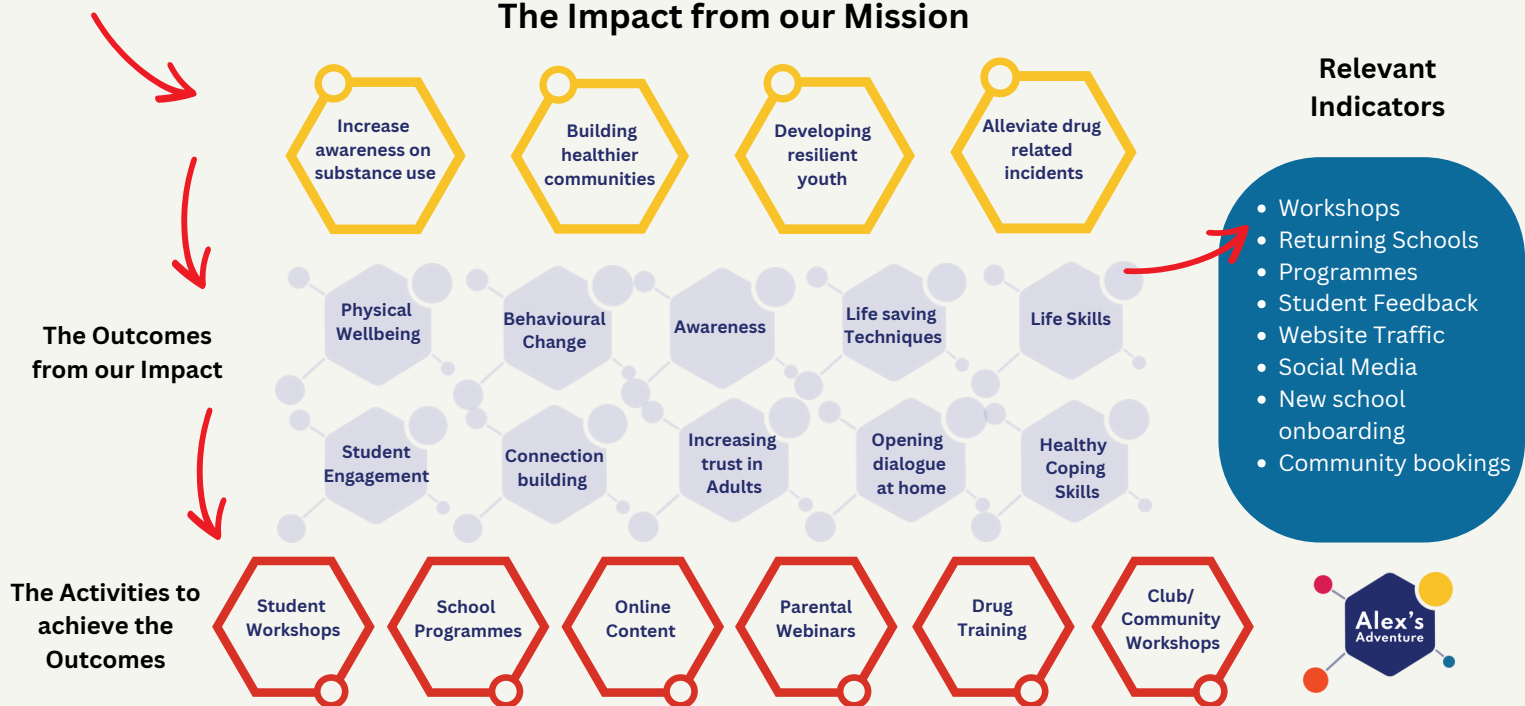 The Impact from our Mission
Relevant
Indicators
Increase
awareness on
substance use
Building
healthier
communities
Developing
resilient
youth
Alleviate drug
related
incidents
Workshops
Returning Schools
Programmes
Student Feedback
Website Traffic
Social Media
New school
onboarding
Community bookings
The Outcomes
from our Impact
Physical
Wellbeing
Behavioural
Change
Awareness
Life saving
Techniques
Life Skills
Student
Engagement
Connection
building
Increasing
trust in
Adults
Opening
dialogue
at home
Healthy
Coping
Skills
The Activities to
achieve the
Outcomes
Student
Workshops
School
Programmes
Online
Content
Parental
Webinars
Drug
Training
Club/
Community
Workshops
Alex's
Adventure